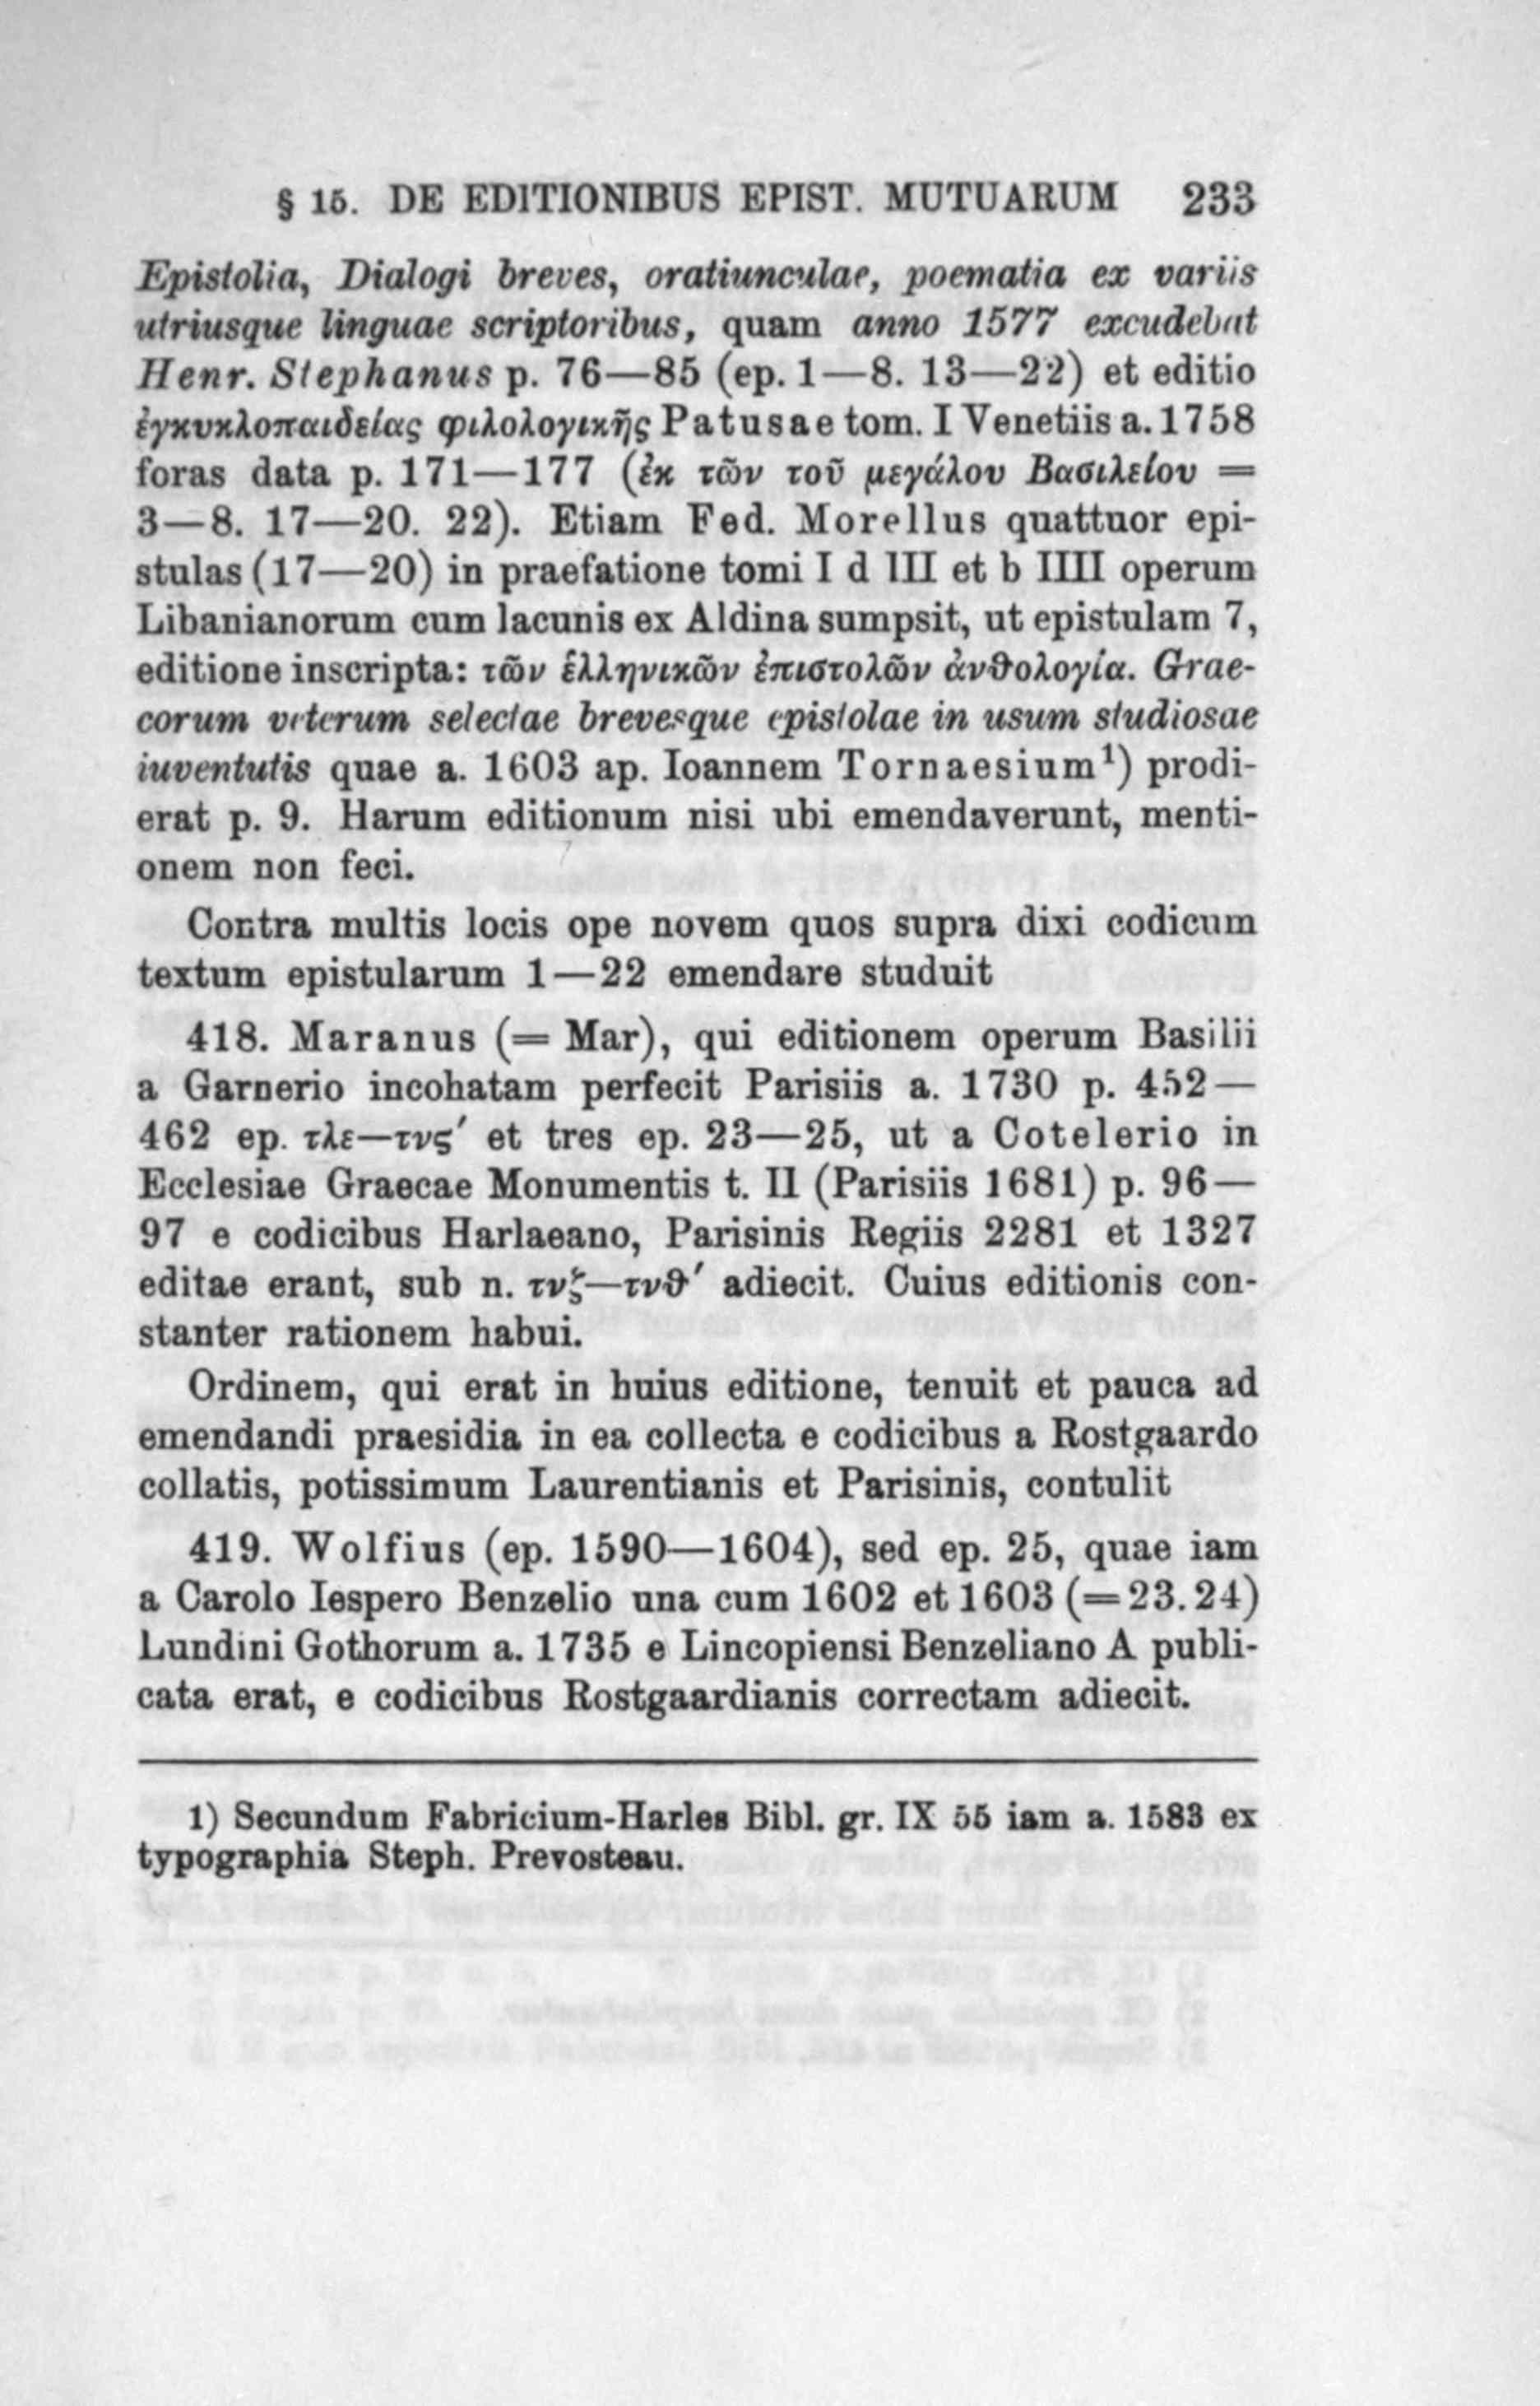 § 15. DE EDITIONIBUS EPIST. MUTUARUM 233
Epistolia, Dialogi breves, oratiunculae, poematia ex variis
utriusque linguae scriptoribus, quam anno 1577 excudebat
Henr. Stephanus p. 76—85 (ep. 1—8. 13—22) et editio
ἐγκυκλοπαιδείας φιλολογικῆς Patusae tom. I Venetiis a. 1758
foras data p. 171—177 (ἐκ τῶν τοῦ μεγάλου Βασιλείου =
3—8. 17—20. 22). Etiam Fed. Morellus quattuor epi-
stulas (17—20) in praefatione tomi I d III et b IIII operum
Libanianorum cum lacunis ex Aldina sumpsit, ut epistulam 7,
editione inscripta: τῶν ἑλληνικῶν ἐπιστολῶν ἀνθολογία. Grae-
corum veterum selectae brevesque epistolae in usum studiosae
iuventutis quae a. 1603 ap. Ioannem Tornaesium¹) prodi-
erat p. 9. Harum editionum nisi ubi emendaverunt, menti-
onem non feci.
Contra multis locis ope novem quos supra dixi codicum
textum epistularum 1—22 emendare studuit
418. Maranus (= Mar), qui editionem operum Basilii
a Garnerio incohatam perfecit Parisiis a. 1730 p. 452—
462 ep. τλε—τνς′ et tres ep. 23—25, ut a Cotelerio in
Ecclesiae Graecae Monumentis t. II (Parisiis 1681) p. 96—
97 e codicibus Harlaeano, Parisinis Regiis 2281 et 1327
editae erant, sub n. τνζ—τνθ′ adiecit. Cuius editionis con-
stanter rationem habui.
Ordinem, qui erat in huius editione, tenuit et pauca ad
emendandi praesidia in ea collecta e codicibus a Rostgaardo
collatis, potissimum Laurentianis et Parisinis, contulit
419. Wolfius (ep. 1590—1604), sed ep. 25, quae iam
a Carolo Iespero Benzelio una cum 1602 et 1603 (=23.24)
Lundini Gothorum a. 1735 e Lincopiensi Benzeliano A publi-
cata erat, e codicibus Rostgaardianis correctam adiecit.
1) Secundum Fabricium-Harles Bibl. gr. IX 55 iam a. 1583 ex
typographia Steph. Prevosteau.